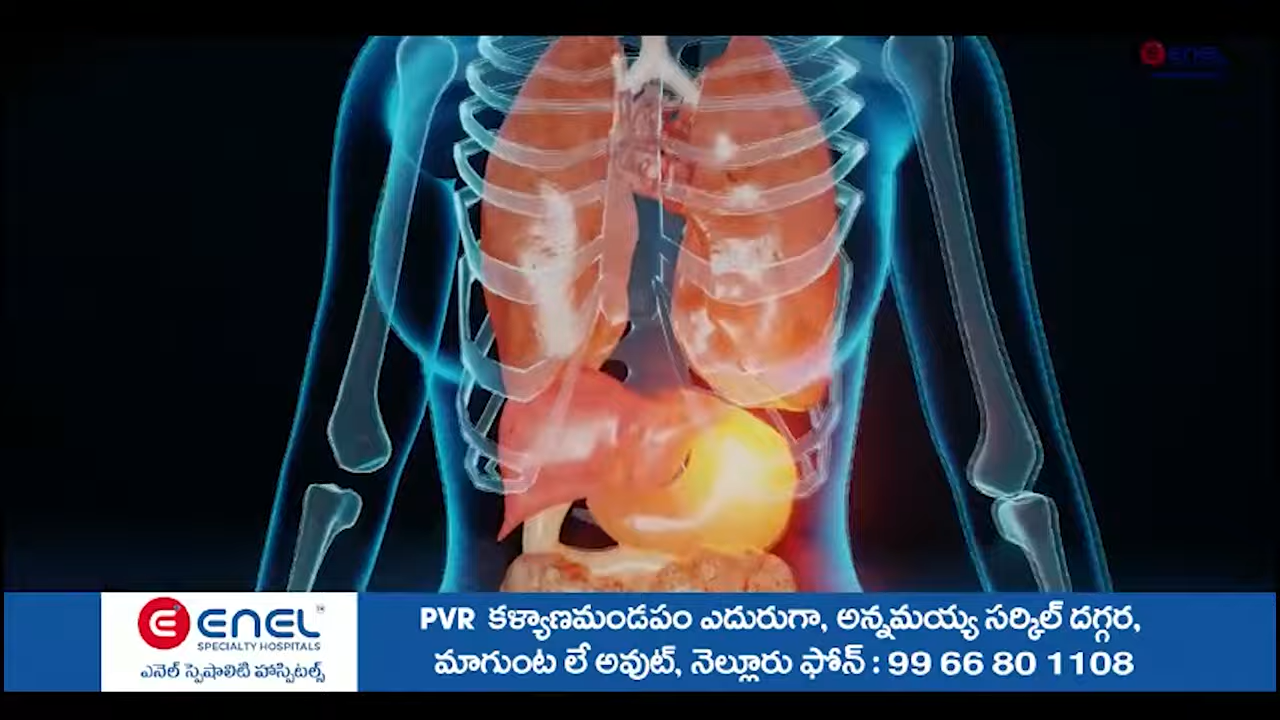 ENEL
ENEL
SPECIALTY HOSPITALS
ఎనెల్ స్పెషాలిటి హాస్పిటల్స్
PVR కళ్యాణమండపం ఎదురుగా, అన్నమయ్య సర్కిల్ దగ్గర,
మాగుంట లే అవుట్, నెల్లూరు ఫోన్ : 99 66 80 1108